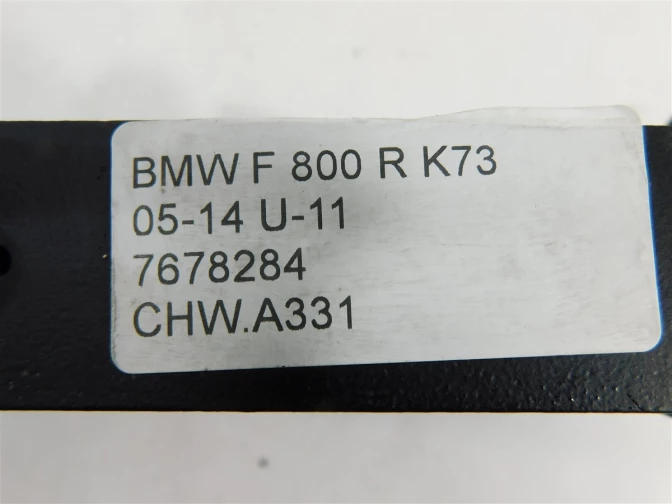 BMW F 800 R K73
05-14 U-11
7678284
CHW.A331